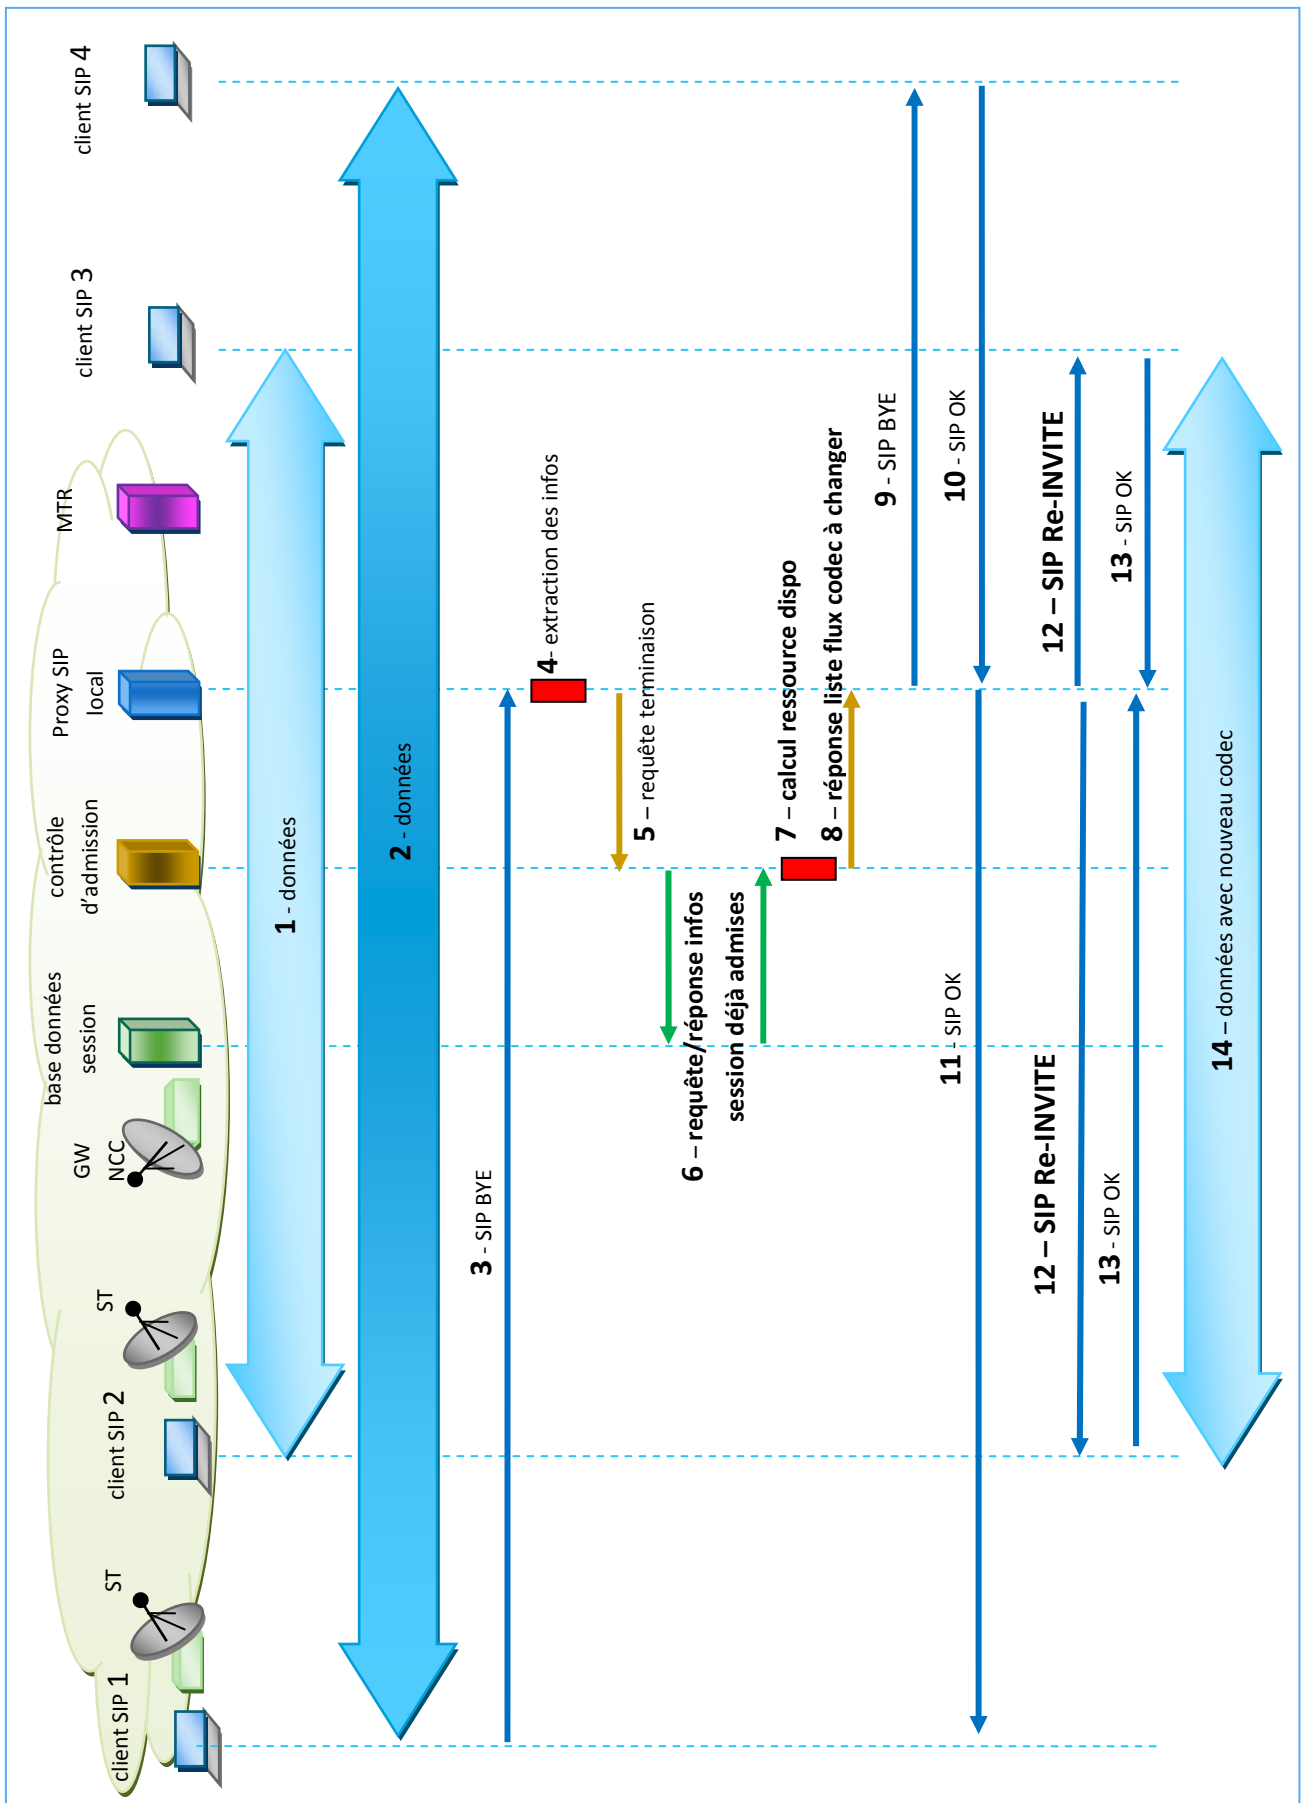 client SIP 1
ST
client SIP 2
ST
GW
NCC
base données
session
contrôle
d'admission
Proxy SIP
local
MTR
client SIP 3
client SIP 4
1 - données
2 - données
3 - SIP BYE
4- extraction des infos
5 – requête terminaison
6 – requête/réponse infos
session déjà admises
7 – calcul ressource dispo
8 – réponse liste flux codec à changer
9 - SIP BYE
10 - SIP OK
11 - SIP OK
12 – SIP Re-INVITE
12 – SIP Re-INVITE
13 - SIP OK
13 - SIP OK
14 – données avec nouveau codec